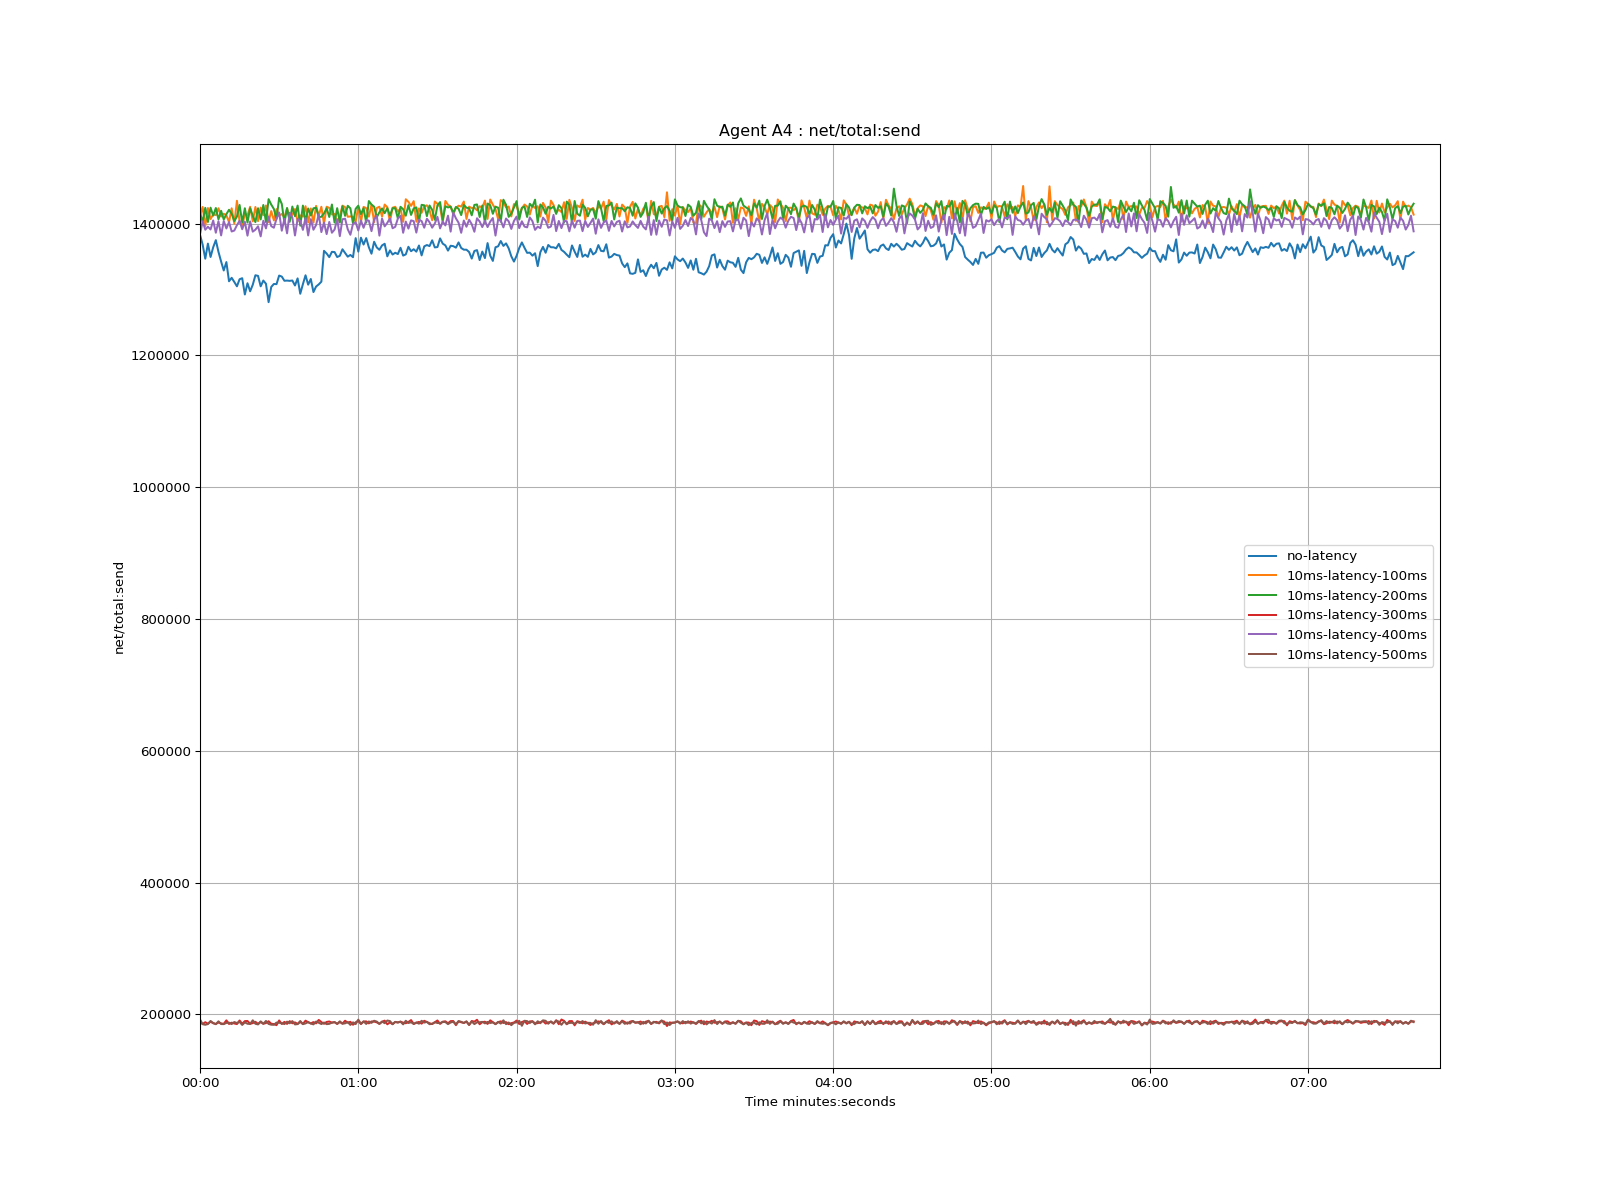 Agent A4 : net/total:send
net/total:send
1400000
1200000
1000000
800000
600000
400000
200000
no-latency
10ms-latency-100ms
10ms-latency-200ms
10ms-latency-300ms
10ms-latency-400ms
10ms-latency-500ms
00:00 01:00 02:00 03:00 04:00 05:00 06:00 07:00
Time minutes:seconds